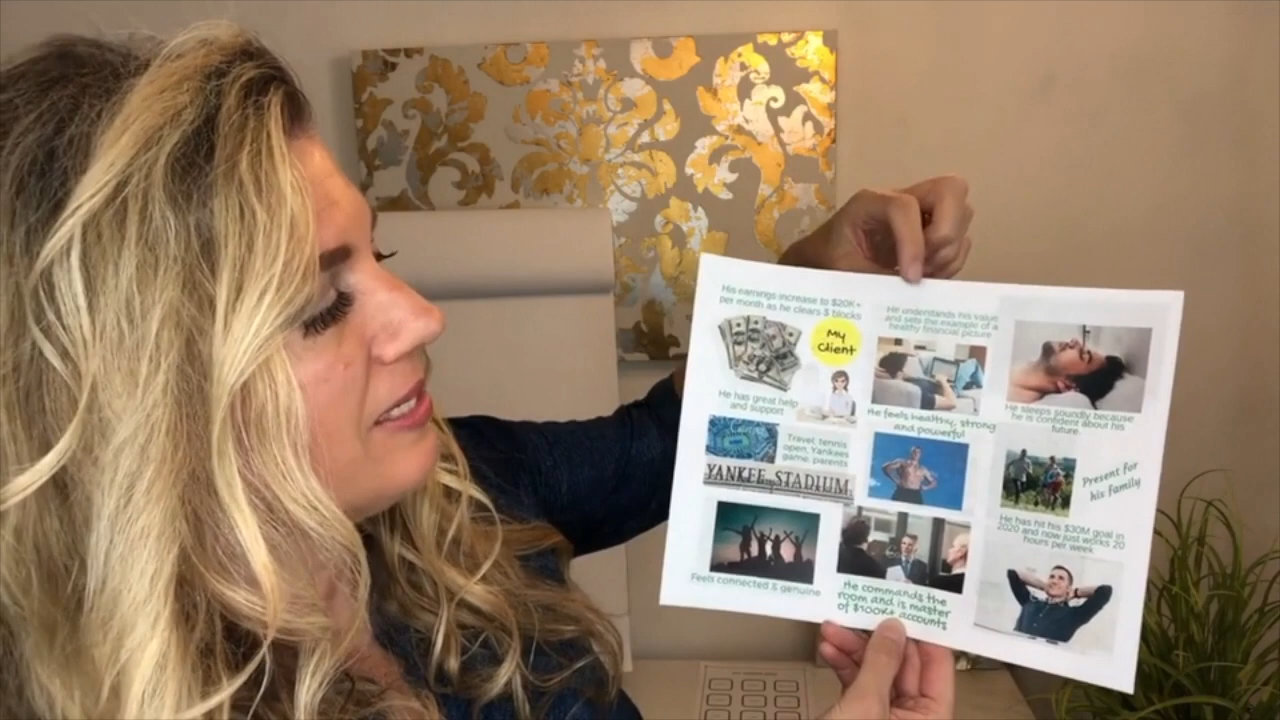 His earnings increase to $20K+
per month as he clears $ blocks
My
Client
He has great help
and support
Travel, tennis
open, Yankees
game, parents
YANKEE STADIUM
Feels connected & genuine
He understands his value
and sets the example of a
healthy financial picture
He feels healthy, strong
and powerful
He commands the
room and is master
of $100K+ accounts
He sleeps soundly because
he is confident about his
future.
Present for
his family
He has hit his $30M goal in
2020 and now just works 20
hours per week